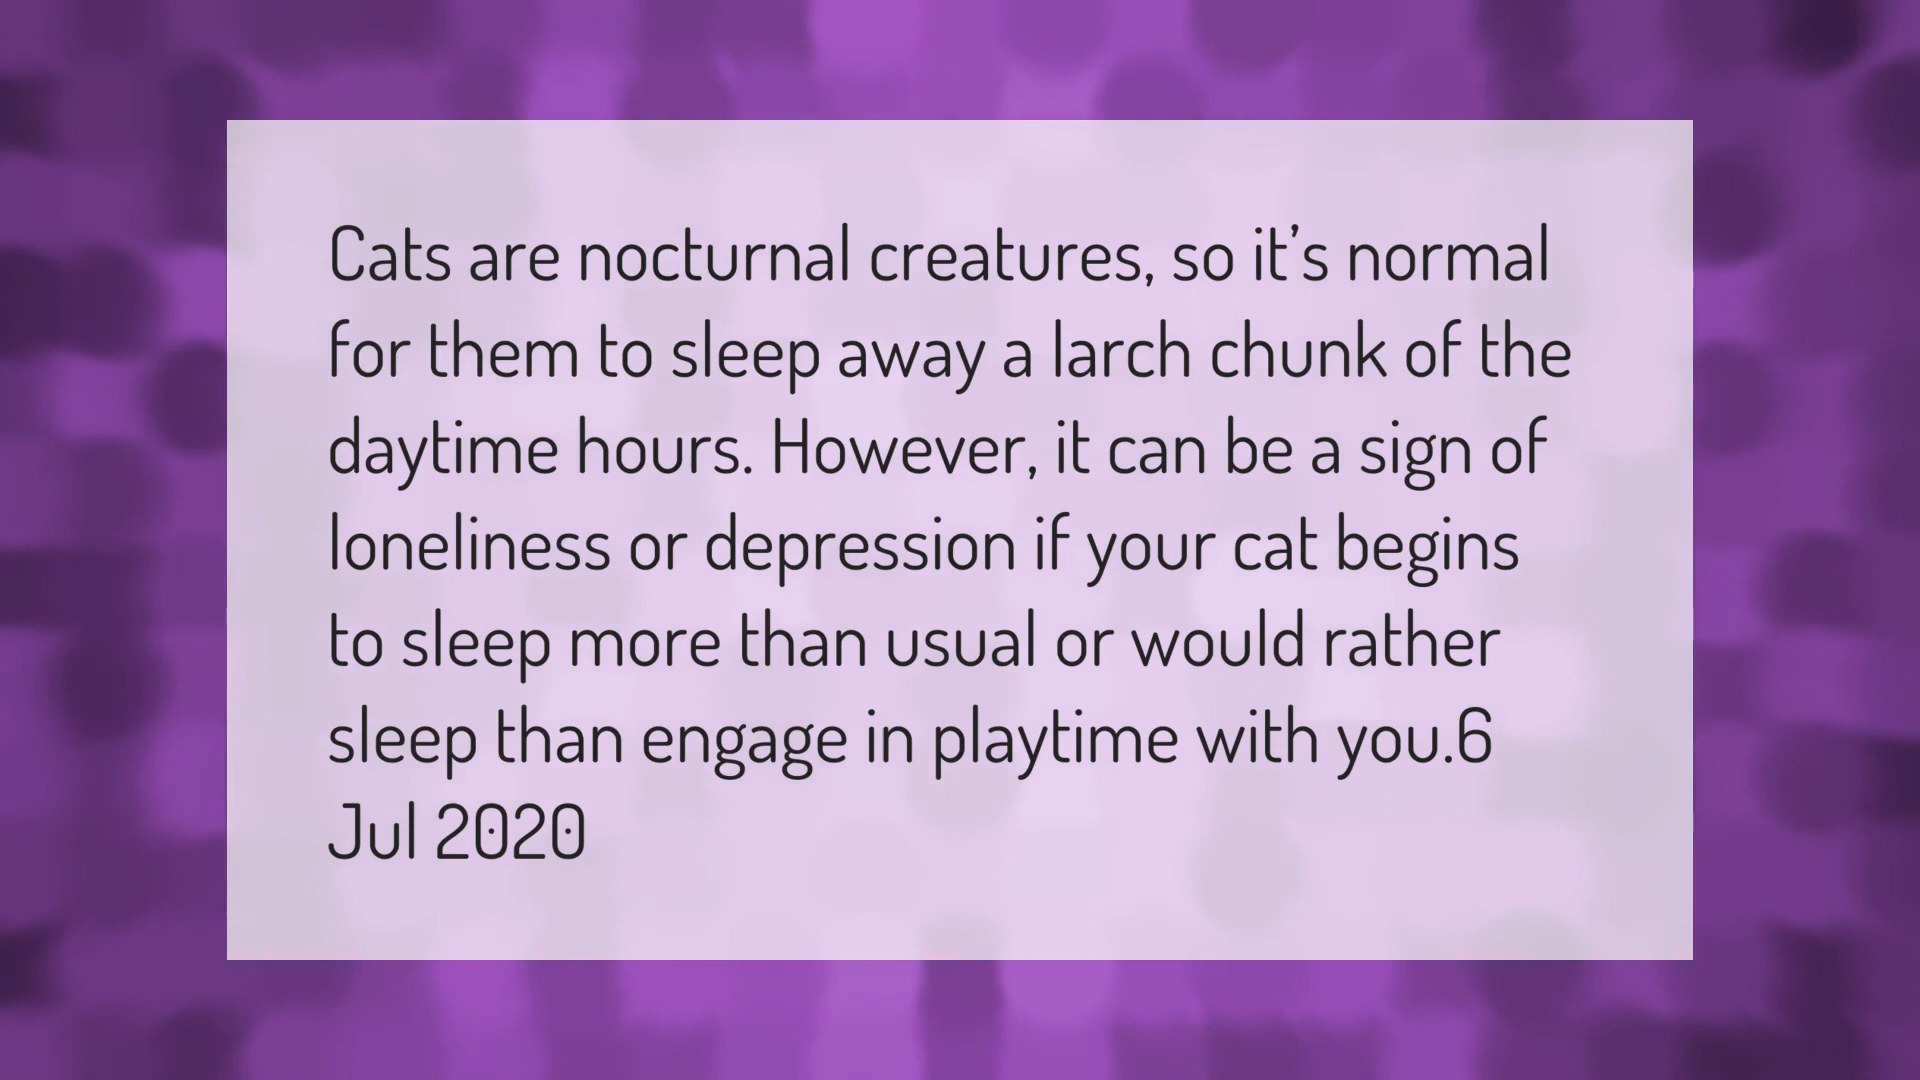 Cats are nocturnal creatures, so it’s normal
for them to sleep away a larch chunk of the
daytime hours. However, it can be a sign of
loneliness or depression if your cat begins
to sleep more than usual or would rather
sleep than engage in playtime with you.6
Jul 2020